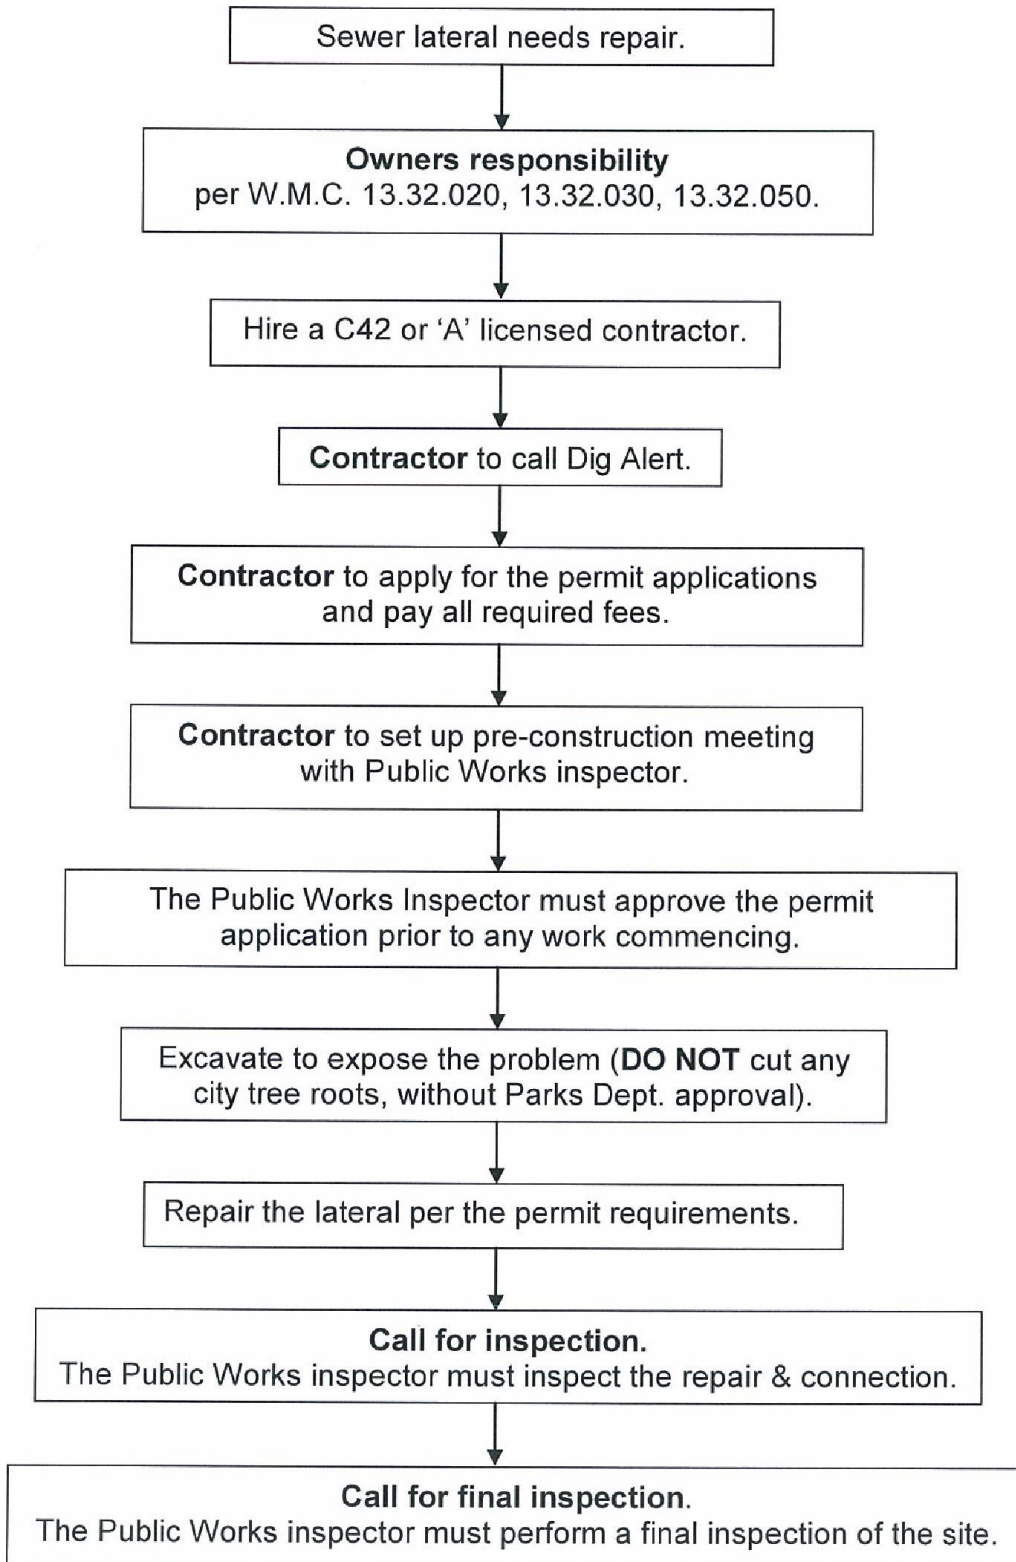 Sewer lateral needs repair.
Owners responsibility
per W.M.C. 13.32.020, 13.32.030, 13.32.050.
Hire a C42 or ‘A’ licensed contractor.
Contractor to call Dig Alert.
Contractor to apply for the permit applications
and pay all required fees.
Contractor to set up pre-construction meeting
with Public Works inspector.
The Public Works Inspector must approve the permit
application prior to any work commencing.
Excavate to expose the problem (DO NOT cut any
city tree roots, without Parks Dept. approval).
Repair the lateral per the permit requirements.
Call for inspection.
The Public Works inspector must inspect the repair & connection.
Call for final inspection.
The Public Works inspector must perform a final inspection of the site.